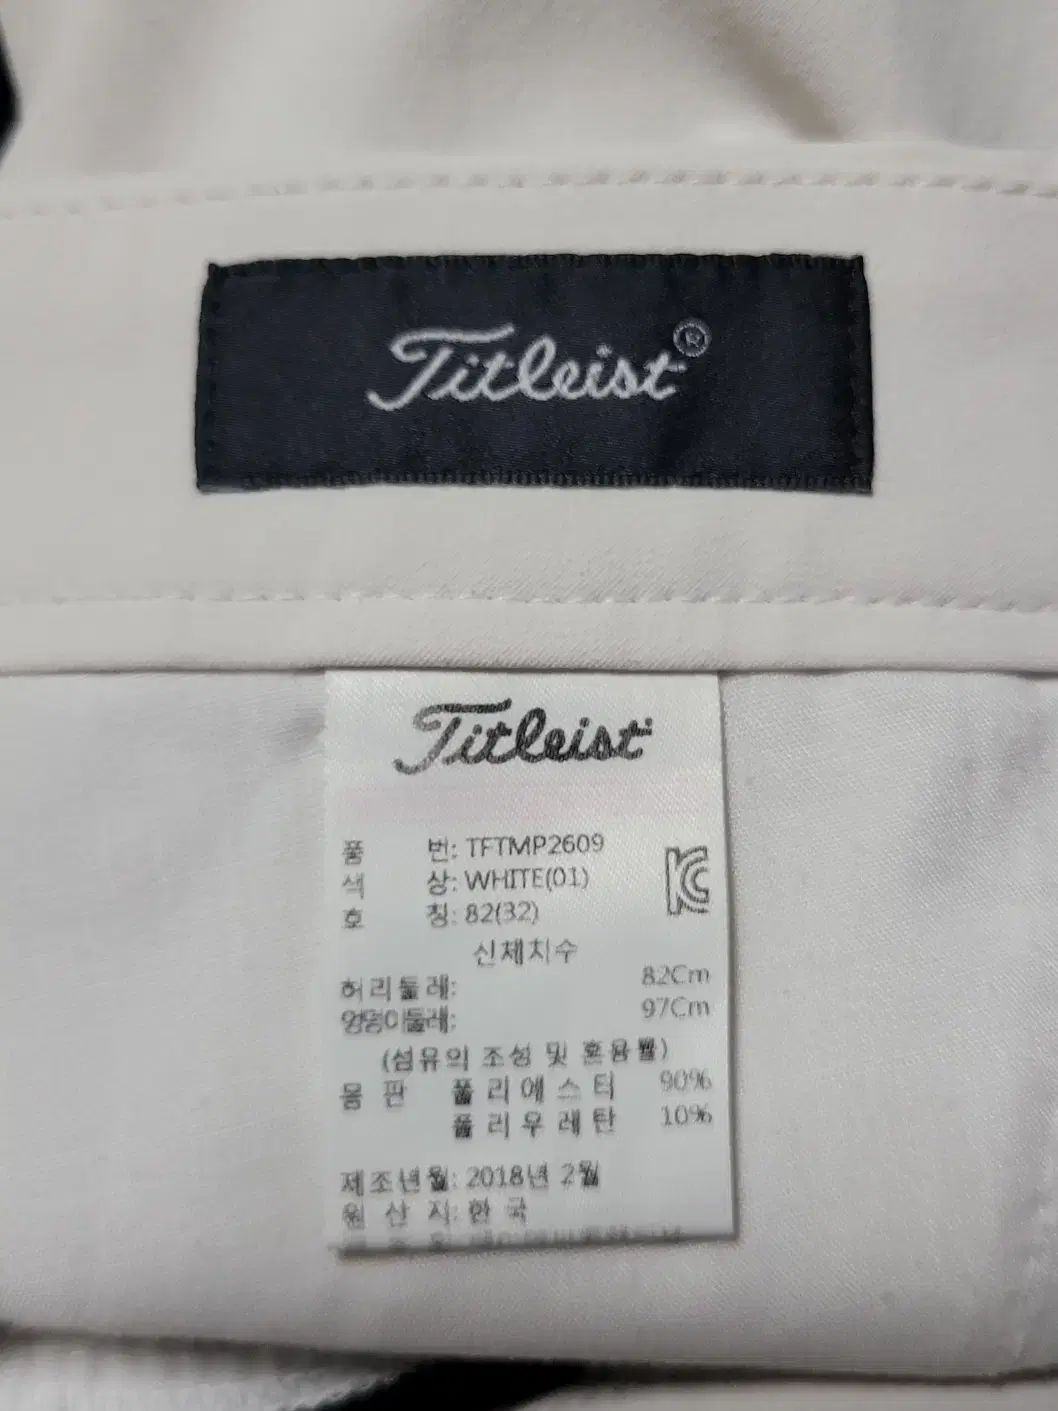 Titleist®
Titleist
품 번: TFTMP2609
색 상: WHITE(01)
호 칭: 82(32)
신체치수
허리둘레: 82Cm
엉덩이둘레: 97Cm
(섬유의 조성 및 혼용률)
몸 판 폴리에스터 90%
폴리우레탄 10%
제조년월: 2018년 2월
원 산 지: 한 국